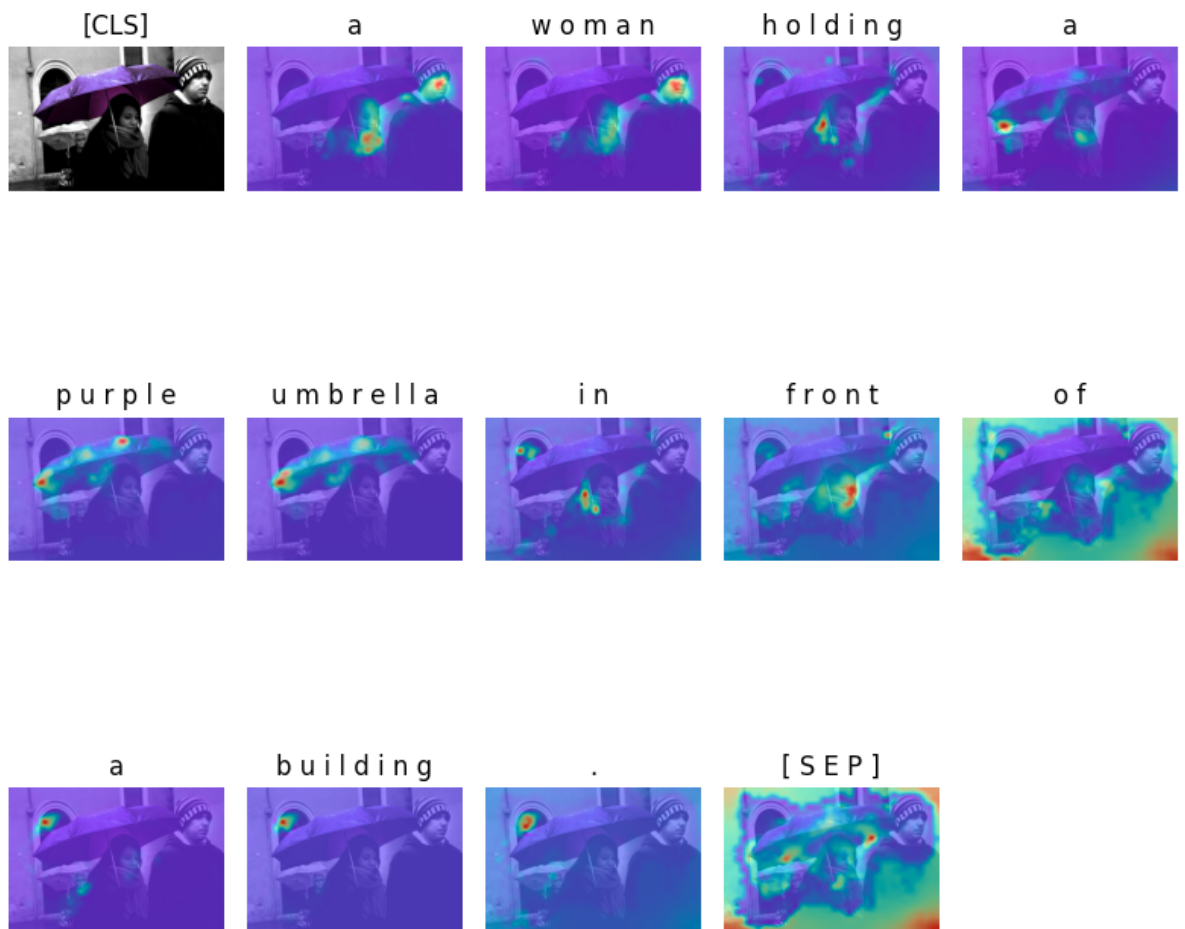 [CLS] a woman holding a
purple umbrella in front of
a building . [SEP]